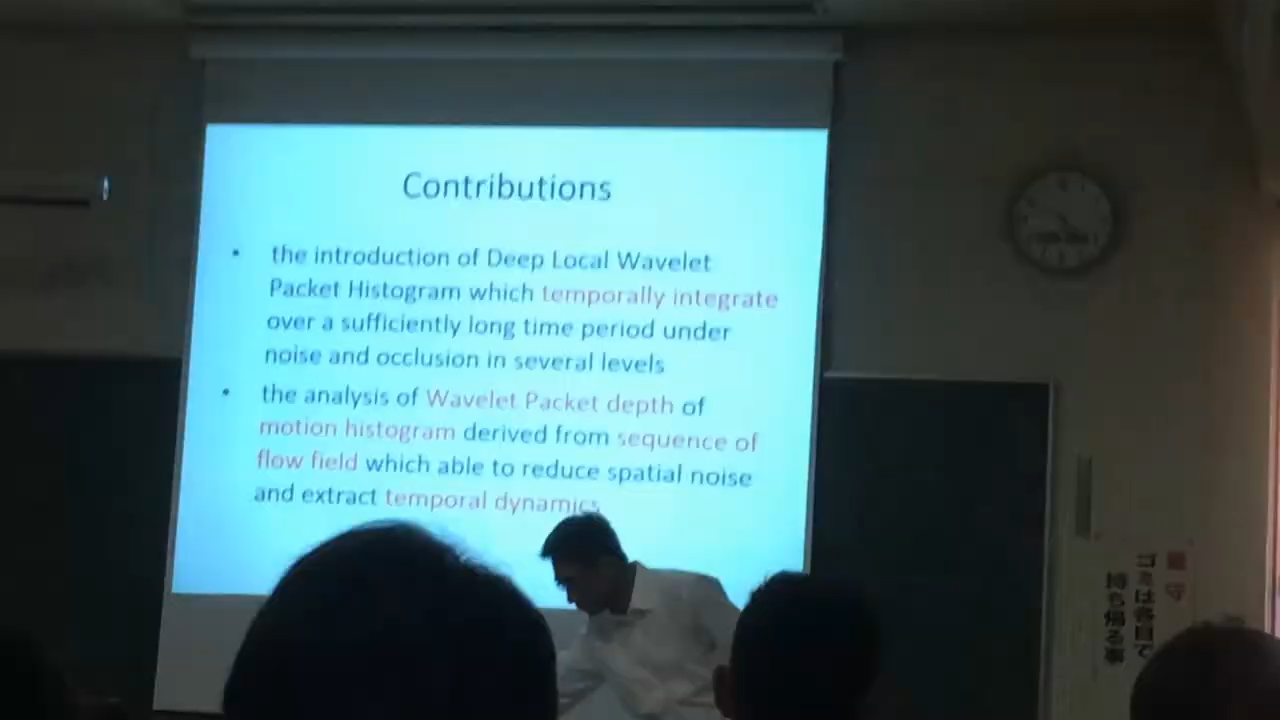 Contributions
• the introduction of Deep Local Wavelet
Packet Histogram which temporally integrate
over a sufficiently long time period under
noise and occlusion in several levels
• the analysis of Wavelet Packet depth of
motion histogram derived from sequence of
flow field which able to reduce spatial noise
and extract temporal dynamics
ゴミは各自で
持ち帰る事